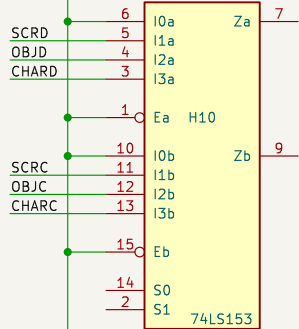 6 I0a Za 7
SCRD 5 I1a
OBJD 4 I2a
CHARD 3 I3a
1 Ea H10
10 I0b Zb 9
SCRC 11 I1b
OBJC 12 I2b
CHARC 13 I3b
15 Eb
14 S0
2 S1
74LS153